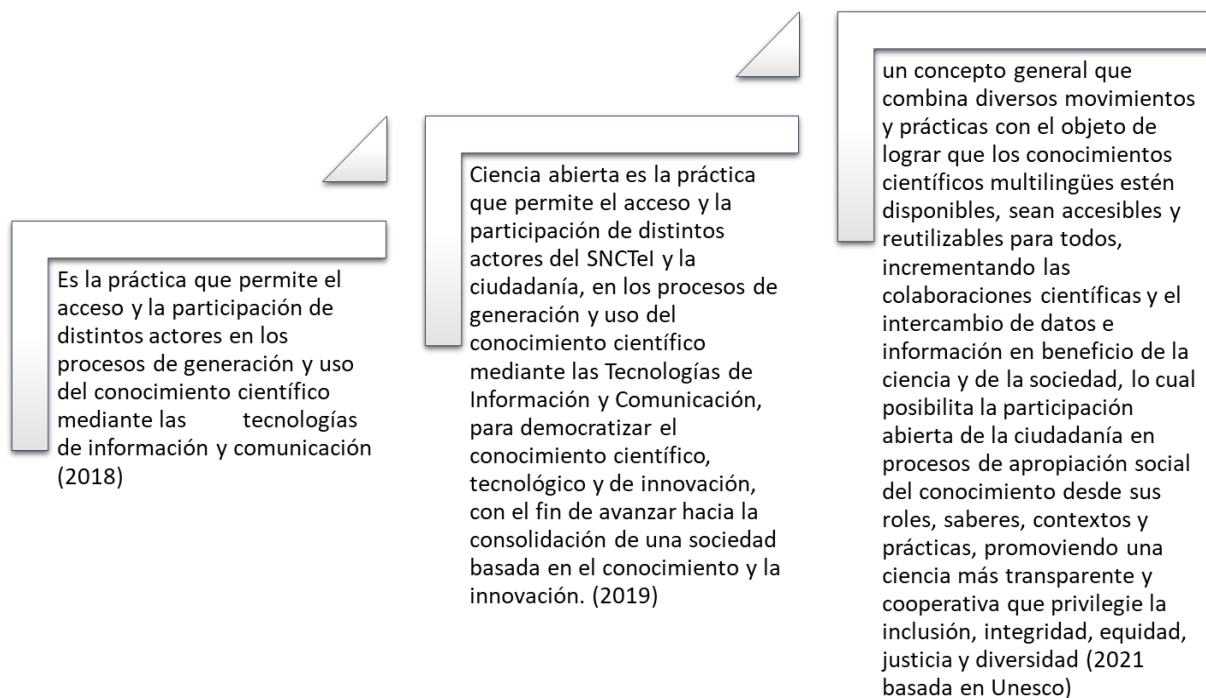 Es la práctica que permite el
acceso y la participación de
distintos actores en los
procesos de generación y uso
del conocimiento científico
mediante las tecnologías
de información y comunicación
(2018)
Ciencia abierta es la práctica
que permite el acceso y la
participación de distintos
actores del SNCTeI y la
ciudadanía, en los procesos de
generación y uso del
conocimiento científico
mediante las Tecnologías de
Información y Comunicación,
para democratizar el
conocimiento científico,
tecnológico y de innovación,
con el fin de avanzar hacia la
consolidación de una sociedad
basada en el conocimiento y la
innovación. (2019)
un concepto general que
combina diversos movimientos
y prácticas con el objeto de
lograr que los conocimientos
científicos multilingües estén
disponibles, sean accesibles y
reutilizables para todos,
incrementando las
colaboraciones científicas y el
intercambio de datos e
información en beneficio de la
ciencia y de la sociedad, lo cual
posibilita la participación
abierta de la ciudadanía en
procesos de apropiación social
del conocimiento desde sus
roles, saberes, contextos y
prácticas, promoviendo una
ciencia más transparente y
cooperativa que privilegie la
inclusión, integridad, equidad,
justicia y diversidad (2021
basada en Unesco)